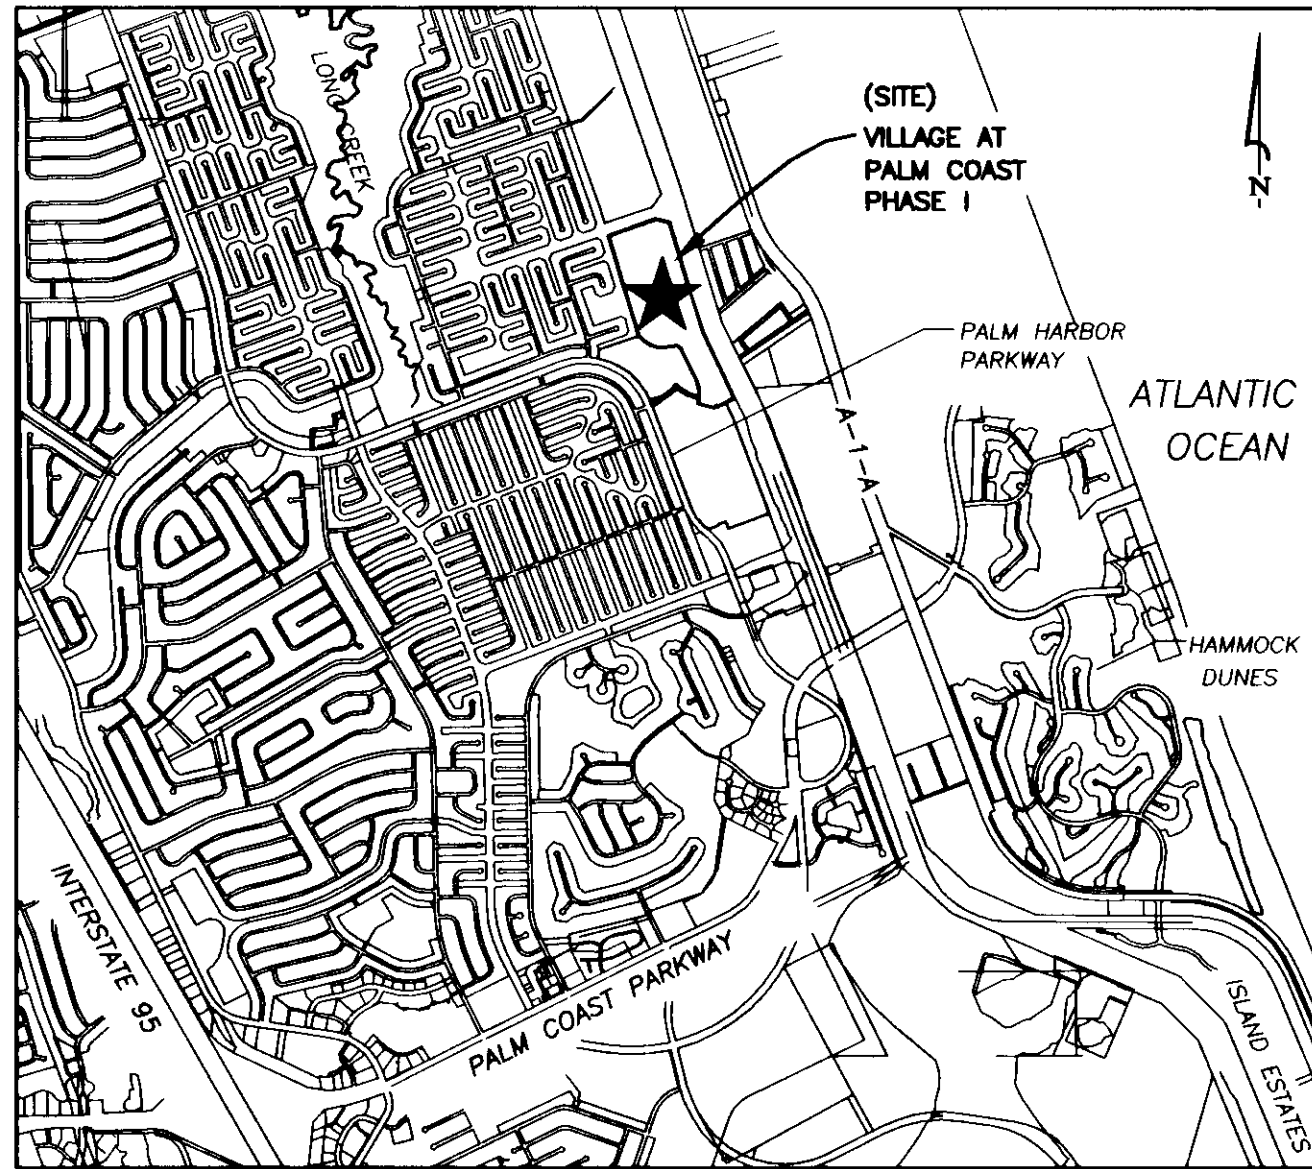 LONG CREEK
(SITE)
VILLAGE AT
PALM COAST
PHASE I
N
PALM HARBOR
PARKWAY
ATLANTIC
OCEAN
A-1-A
HAMMOCK
DUNES
INTERSTATE 95
PALM COAST PARKWAY
ISLAND ESTATES